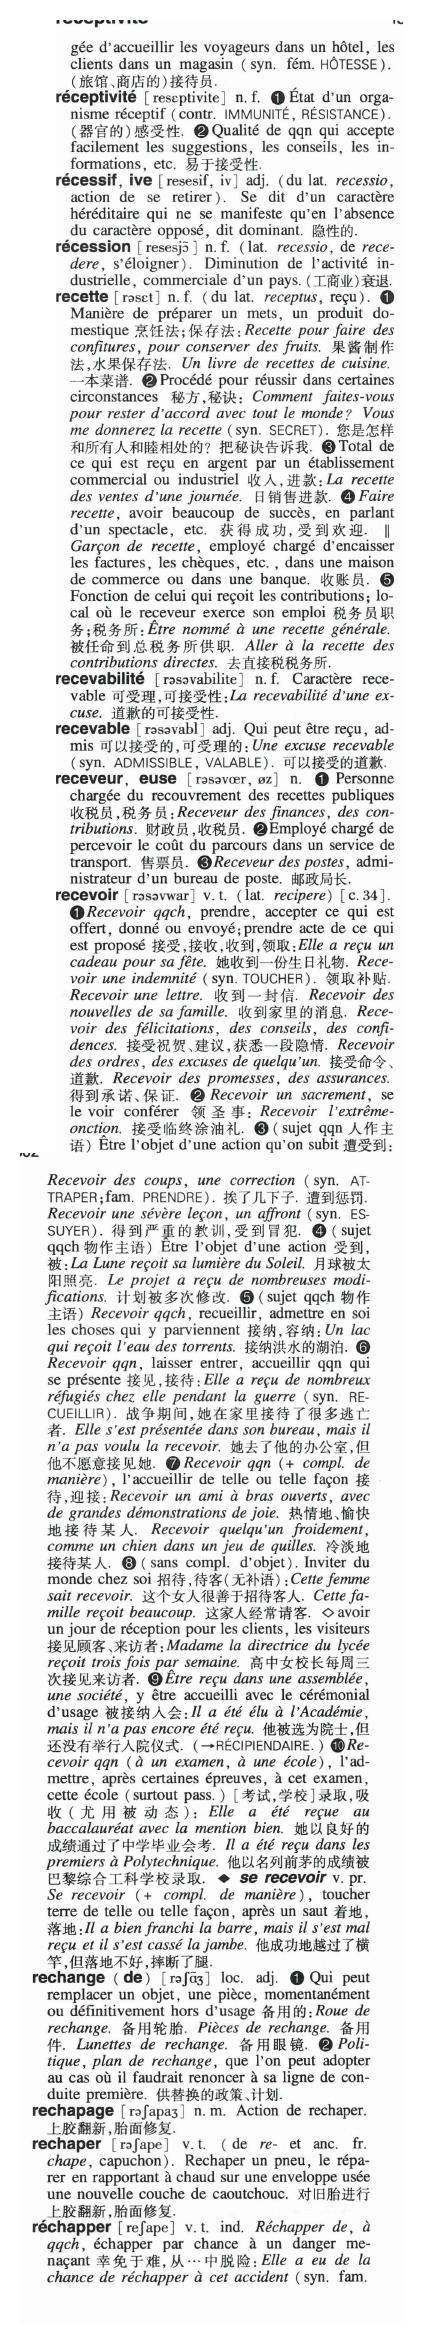 gée d'accueillir les voyageurs dans un hôtel, les
clients dans un magasin (syn. fém. HÔTESSE).
(旅馆、商店的)接待员.
réceptivité [resɛptivite] n. f. ❶ État d'un orga-
nisme réceptif (contr. IMMUNITÉ, RÉSISTANCE).
(器官的)感受性. ❷ Qualité de qqn qui accepte
facilement les suggestions, les conseils, les in-
formations, etc. 易于接受性.
récessif, ive [resesif, iv] adj. (du lat. recessio,
action de se retirer). Se dit d'un caractère
héréditaire qui ne se manifeste qu'en l'absence
du caractère opposé, dit dominant. 隐性的.
récession [resesjɔ̃] n. f. (lat. recessio, de rece-
dere, s'éloigner). Diminution de l'activité in-
dustrielle, commerciale d'un pays. (工商业)衰退.
recette [rəsɛt] n. f. (du lat. receptus, reçu). ❶
Manière de préparer un mets, un produit do-
mestique 烹饪法;保存法: Recette pour faire des
confitures, pour conserver des fruits. 果酱制作
法,水果保存法. Un livre de recettes de cuisine.
一本菜谱. ❷ Procédé pour réussir dans certaines
circonstances 秘方,秘诀: Comment faites-vous
pour rester d'accord avec tout le monde? Vous
me donnerez la recette (syn. SECRET). 您是怎样
和所有人和睦相处的? 把秘诀告诉我. ❸ Total de
ce qui est reçu en argent par un établissement
commercial ou industriel 收入,进款: La recette
des ventes d'une journée. 日销售进款. ❹ Faire
recette, avoir beaucoup de succès, en parlant
d'un spectacle, etc. 获得成功,受到欢迎. ‖
Garçon de recette, employé chargé d'encaisser
les factures, les chèques, etc., dans une maison
de commerce ou dans une banque. 收账员. ❺
Fonction de celui qui reçoit les contributions; lo-
cal où le receveur exerce son emploi 税务员职
务;税务所: Être nommé à une recette générale.
被任命到总税务所供职. Aller à la recette des
contributions directes. 去直接税税务所.
recevabilité [rəsəvabilite] n. f. Caractère rece-
vable 可受理,可接受性: La recevabilité d'une ex-
cuse. 道歉的可接受性.
recevable [rəsəvabl] adj. Qui peut être reçu, ad-
mis 可以接受的,可受理的: Une excuse recevable
(syn. ADMISSIBLE, VALABLE). 可以接受的道歉.
receveur, euse [rəsəvœr, øz] n. ❶ Personne
chargée du recouvrement des recettes publiques
收税员,税务员: Receveur des finances, des con-
tributions. 财政员,收税员. ❷ Employé chargé de
percevoir le coût du parcours dans un service de
transport. 售票员. ❸ Receveur des postes, admi-
nistrateur d'un bureau de poste. 邮政局长.
recevoir [rəsəvwar] v. t. (lat. recipere) [c. 34].
❶ Recevoir qqch, prendre, accepter ce qui est
offert, donné ou envoyé; prendre acte de ce qui
est proposé 接受,接收,收到,领取: Elle a reçu un
cadeau pour sa fête. 她收到一份生日礼物. Rece-
voir une indemnité (syn. TOUCHER). 领取补贴.
Recevoir une lettre. 收到一封信. Recevoir des
nouvelles de sa famille. 收到家里的消息. Rece-
voir des félicitations, des conseils, des confi-
dences. 接受祝贺、建议,获悉一段隐情. Recevoir
des ordres, des excuses de quelqu'un. 接受命令、
道歉. Recevoir des promesses, des assurances.
得到承诺、保证. ❷ Recevoir un sacrement, se
le voir conférer 领圣事: Recevoir l'extrême-
onction. 接受临终涂油礼. ❸ (sujet qqn 人作主
语) Être l'objet d'une action qu'on subit 遭受到:
Recevoir des coups, une correction (syn. AT-
TRAPER; fam. PRENDRE). 挨了几下子. 遭到惩罚.
Recevoir une sévère leçon, un affront (syn. ES-
SUYER). 得到严重的教训,受到冒犯. ❹ (sujet
qqch 物作主语) Être l'objet d'une action 受到,
被: La Lune reçoit sa lumière du Soleil. 月球被太
阳照亮. Le projet a reçu de nombreuses modi-
fications. 计划被多次修改. ❺ (sujet qqch 物作
主语) Recevoir qqch, recueillir, admettre en soi
les choses qui y parviennent 接纳,容纳: Un lac
qui reçoit l'eau des torrents. 接纳洪水的湖泊. ❻
Recevoir qqn, laisser entrer, accueillir qqn qui
se présente 接见,接待: Elle a reçu de nombreux
réfugiés chez elle pendant la guerre (syn. RE-
CUEILLIR). 战争期间,她在家里接待了很多逃亡
者. Elle s'est présentée dans son bureau, mais il
n'a pas voulu la recevoir. 她去了他的办公室,但
他不愿意接见她. ❼ Recevoir qqn (+ compl. de
manière), l'accueillir de telle ou telle façon 接
待,迎接: Recevoir un ami à bras ouverts, avec
de grandes démonstrations de joie. 热情地、愉快
地接待某人. Recevoir quelqu'un froidement,
comme un chien dans un jeu de quilles. 冷淡地
接待某人. ❽ (sans compl. d'objet). Inviter du
monde chez soi 招待,待客(无补语): Cette femme
sait recevoir. 这个女人很善于招待客人. Cette fa-
mille reçoit beaucoup. 这家人经常请客. ◇ avoir
un jour de réception pour les clients, les visiteurs
接见顾客、来访者: Madame la directrice du lycée
reçoit trois fois par semaine. 高中女校长每周三
次接见来访者. ❾ Être reçu dans une assemblée,
une société, y être accueilli avec le cérémonial
d'usage 被接纳入会: Il a été élu à l'Académie,
mais il n'a pas encore été reçu. 他被选为院士,但
还没有举行入院仪式. (→RÉCIPIENDAIRE.) ❿ Re-
cevoir qqn (à un examen, à une école), l'ad-
mettre, après certaines épreuves, à cet examen,
cette école (surtout pass.) [考试,学校]录取,吸
收(尤用被动态): Elle a été reçue au
baccalauréat avec la mention bien. 她以良好的
成绩通过了中学毕业会考. Il a été reçu dans les
premiers à Polytechnique. 他以名列前茅的成绩被
巴黎综合工科学校录取. ◆ se recevoir v. pr.
Se recevoir (+ compl. de manière), toucher
terre de telle ou telle façon, après un saut 着地,
落地: Il a bien franchi la barre, mais il s'est mal
reçu et il s'est cassé la jambe. 他成功地越过了横
竿,但落地不好,摔断了腿.
rechange (de) [rəʃɑ̃ʒ] loc. adj. ❶ Qui peut
remplacer un objet, une pièce, momentanément
ou définitivement hors d'usage 备用的: Roue de
rechange. 备用轮胎. Pièces de rechange. 备用
件. Lunettes de rechange. 备用眼镜. ❷ Poli-
tique, plan de rechange, que l'on peut adopter
au cas où il faudrait renoncer à sa ligne de con-
duite première. 供替换的政策、计划.
rechapage [rəʃapaʒ] n. m. Action de rechaper.
上胶翻新,胎面修复.
rechaper [rəʃape] v. t. (de re- et anc. fr.
chape, capuchon). Rechaper un pneu, le répa-
rer en rapportant à chaud sur une enveloppe usée
une nouvelle couche de caoutchouc. 对旧胎进行
上胶翻新,胎面修复.
réchapper [reʃape] v. t. ind. Réchapper de, à
qqch, échapper par chance à un danger me-
naçant 幸免于难,从…中脱险: Elle a eu de la
chance de réchapper à cet accident (syn. fam.